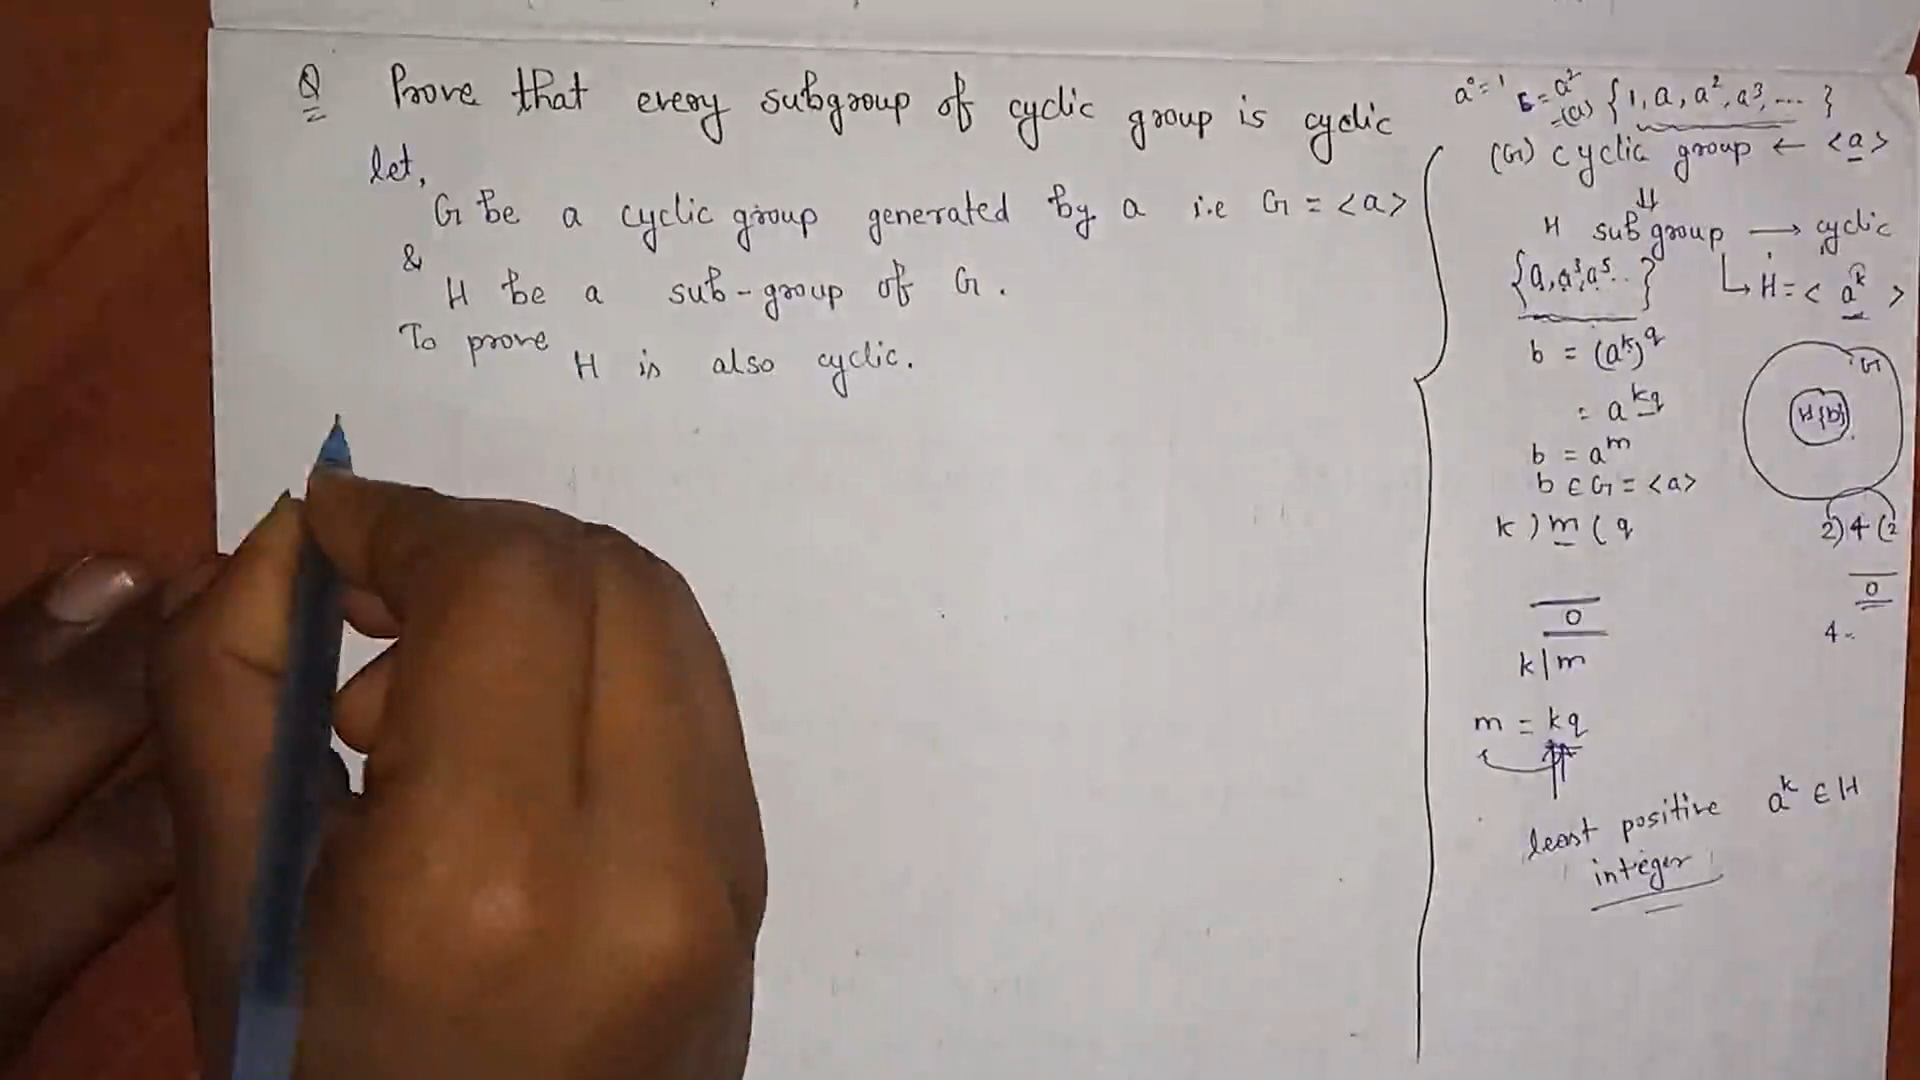 Q Prove that every subgroup of cyclic group is cyclic
let,
G be a cyclic group generated by a i.e G = <a>
&
H be a sub-group of G.
To prove
H is also cyclic.
a⁰ = 1 = a² {1, a, a², a³, ... }
(a)
(G) cyclic group ← <a>
⇓
H subgroup → cyclic
{a, a³, a⁵ .. } ↳ H = < aᵏ >
b = (aᵏ)^q
= a^kq
G
H {b}
b = aᵐ
b ∈ G = <a>
k ) m ( q
2) 4 (2
0
0
4 -
k | m
m = kq
least positive aᵏ ∈ H
integer